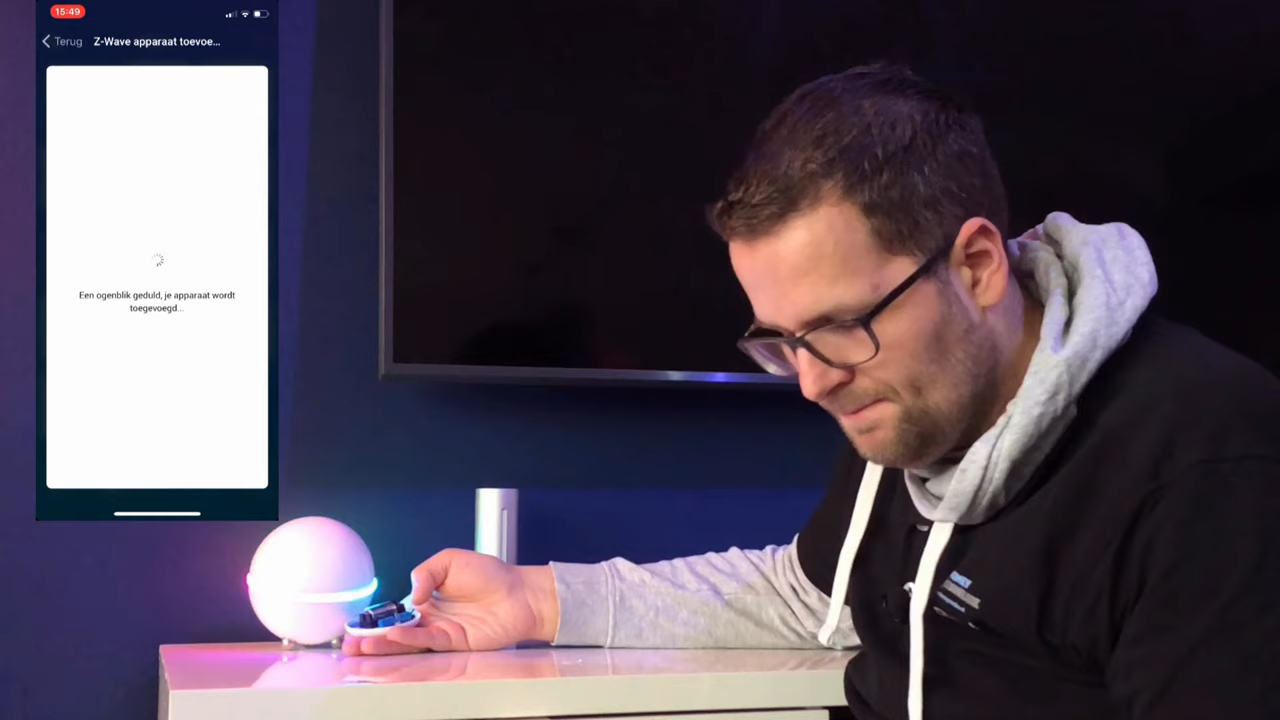 15:49
Terug Z-Wave apparaat toevoe...
Een ogenblik geduld, je apparaat wordt
toegevoegd...